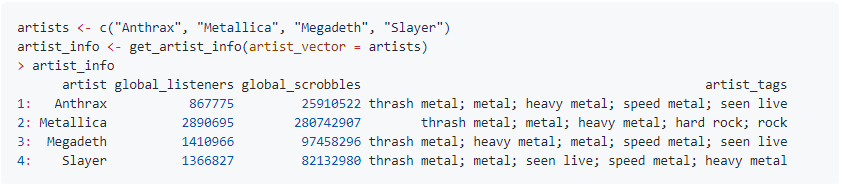 artists <- c("Anthrax", "Metallica", "Megadeth", "Slayer")
artist_info <- get_artist_info(artist_vector = artists)
> artist_info
artist global_listeners global_scrobbles artist_tags
1: Anthrax 867775 25910522 thrash metal; metal; heavy metal; speed metal; seen live
2: Metallica 2890695 280742907 thrash metal; metal; heavy metal; hard rock; rock
3: Megadeth 1410966 97458296 thrash metal; heavy metal; metal; speed metal; seen live
4: Slayer 1366827 82132980 thrash metal; metal; seen live; speed metal; heavy metal